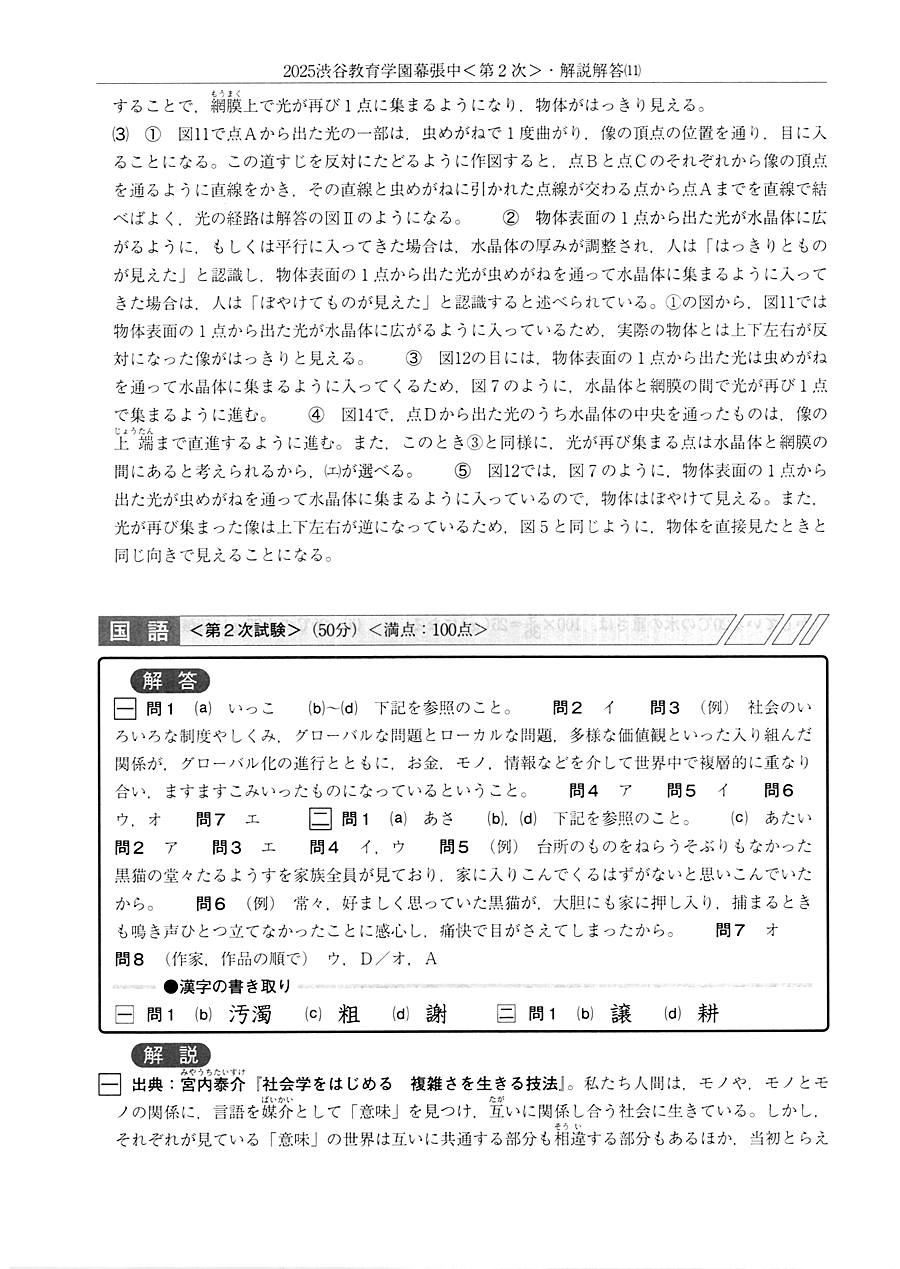 2025渋谷教育学園幕張中<第2次>・解説解答(11)
することで，網膜上で光が再び1点に集まるようになり，物体がはっきり見える。
(3)　①　図11で点Aから出た光の一部は，虫めがねで1度曲がり，像の頂点の位置を通り，目に入
ることになる。この道すじを反対にたどるように作図すると，点Bと点Cのそれぞれから像の頂点
を通るように直線をかき，その直線と虫めがねに引かれた点線が交わる点から点Aまでを直線で結
べばよく，光の経路は解答の図Ⅱのようになる。　②　物体表面の1点から出た光が水晶体に広
がるように，もしくは平行に入ってきた場合は，水晶体の厚みが調整され，人は「はっきりともの
が見えた」と認識し，物体表面の1点から出た光が虫めがねを通って水晶体に集まるように入って
きた場合は，人は「ぼやけてものが見えた」と認識すると述べられている。①の図から，図11では
物体表面の1点から出た光が水晶体に広がるように入っているため，実際の物体とは上下左右が反
対になった像がはっきりと見える。　③　図12の目には，物体表面の1点から出た光は虫めがね
を通って水晶体に集まるように入ってくるため，図7のように，水晶体と網膜の間で光が再び1点
で集まるように進む。　④　図14で，点Dから出た光のうち水晶体の中央を通ったものは，像の
上端まで直進するように進む。また，このとき③と同様に，光が再び集まる点は水晶体と網膜の
間にあると考えられるから，(エ)が選べる。　⑤　図12では，図7のように，物体表面の1点から
出た光が虫めがねを通って水晶体に集まるように入っているので，物体はぼやけて見える。また，
光が再び集まった像は上下左右が逆になっているため，図5と同じように，物体を直接見たときと
同じ向きで見えることになる。
国語　<第2次試験>（50分）<満点：100点>
解答
一　問1　(a)　いっこ　(b)～(d)　下記を参照のこと。　問2　イ　問3　（例）　社会のい
ろいろな制度やしくみ，グローバルな問題とローカルな問題，多様な価値観といった入り組んだ
関係が，グローバル化の進行とともに，お金，モノ，情報などを介して世界中で複層的に重なり
合い，ますますこみいったものになっているということ。　問4　ア　問5　イ　問6
ウ，オ　問7　エ　二　問1　(a)　あさ　(b)，(d)　下記を参照のこと。　(c)　あたい
問2　ア　問3　エ　問4　イ，ウ　問5　（例）　台所のものをねらうそぶりもなかった
黒猫の堂々たるようすを家族全員が見ており，家に入りこんでくるはずがないと思いこんでいた
から。　問6　（例）　常々，好ましく思っていた黒猫が，大胆にも家に押し入り，捕まるとき
も鳴き声ひとつ立てなかったことに感心し，痛快で目がさえてしまったから。　問7　オ
問8　（作家，作品の順で）　ウ，D／オ，A
●漢字の書き取り
一　問1　(b)　汚濁　(c)　粗　(d)　謝　二　問1　(b)　譲　(d)　耕
解説
一　出典：宮内泰介『社会学をはじめる　複雑さを生きる技法』。私たち人間は，モノや，モノとモ
ノの関係に，言語を媒介として「意味」を見つけ，互いに関係し合う社会に生きている。しかし，
それぞれが見ている「意味」の世界は互いに共通する部分も相違する部分もあるほか，当初とらえ